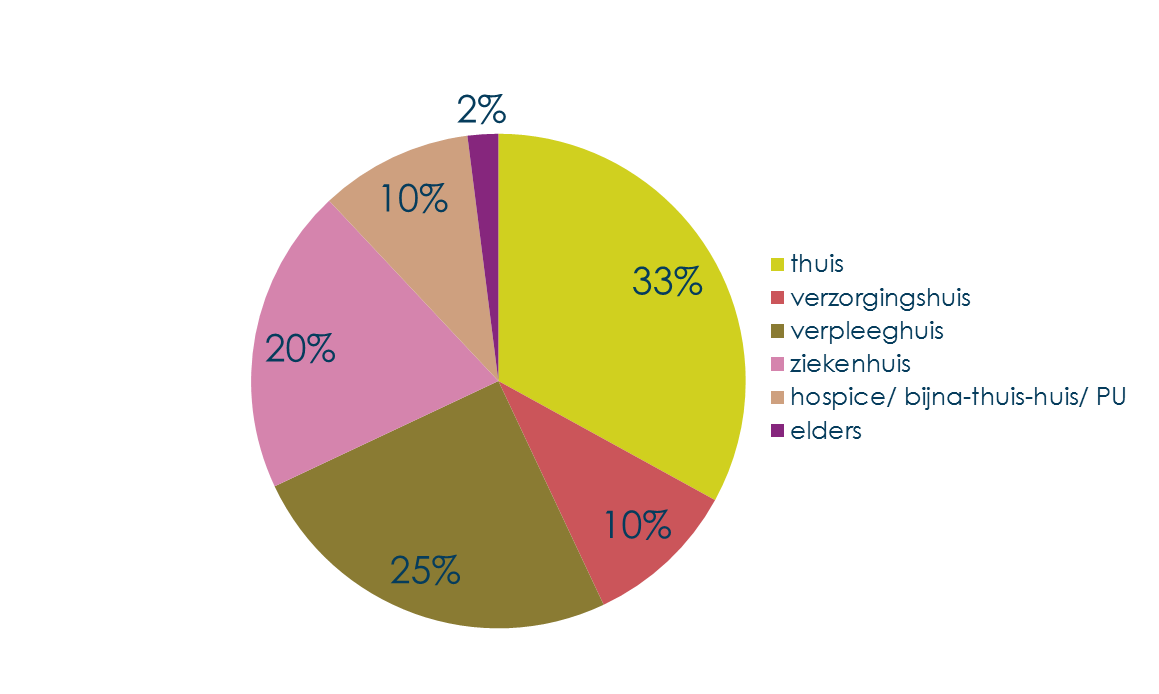 2%
10%
33%
20%
10%
25%
thuis
verzorgingshuis
verpleeghuis
ziekenhuis
hospice/ bijna-thuis-huis/ PU
elders